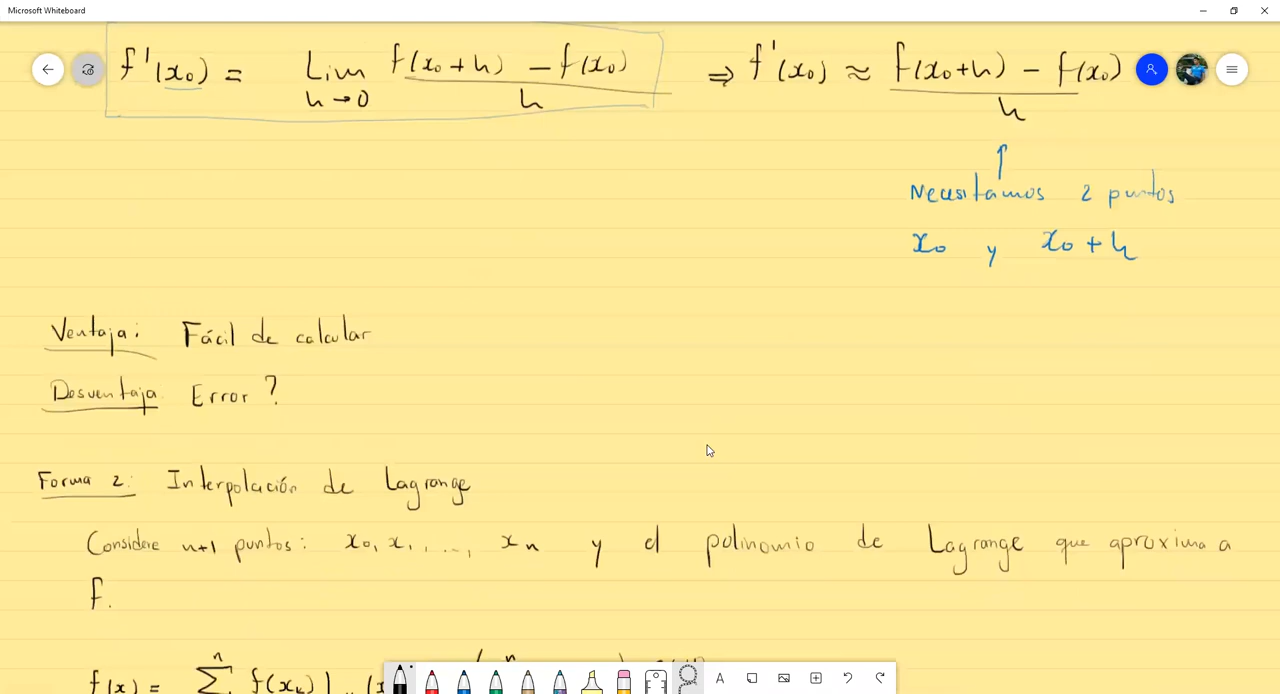 Microsoft Whiteboard
f'(x₀) = Lim h→0 f(x₀+h) − f(x₀) / h ⇒ f'(x₀) ≈ f(x₀+h) − f(x₀) / h
Necesitamos 2 puntos
x₀ y x₀+h
Ventaja: Fácil de calcular
Desventaja. Error ?
Forma 2: Interpolación de Lagrange
Considere n+1 puntos: x₀, x₁, ..., xₙ y el polinomio de Lagrange que aproxima a
f.
f(x) = Σ n f(xₖ)